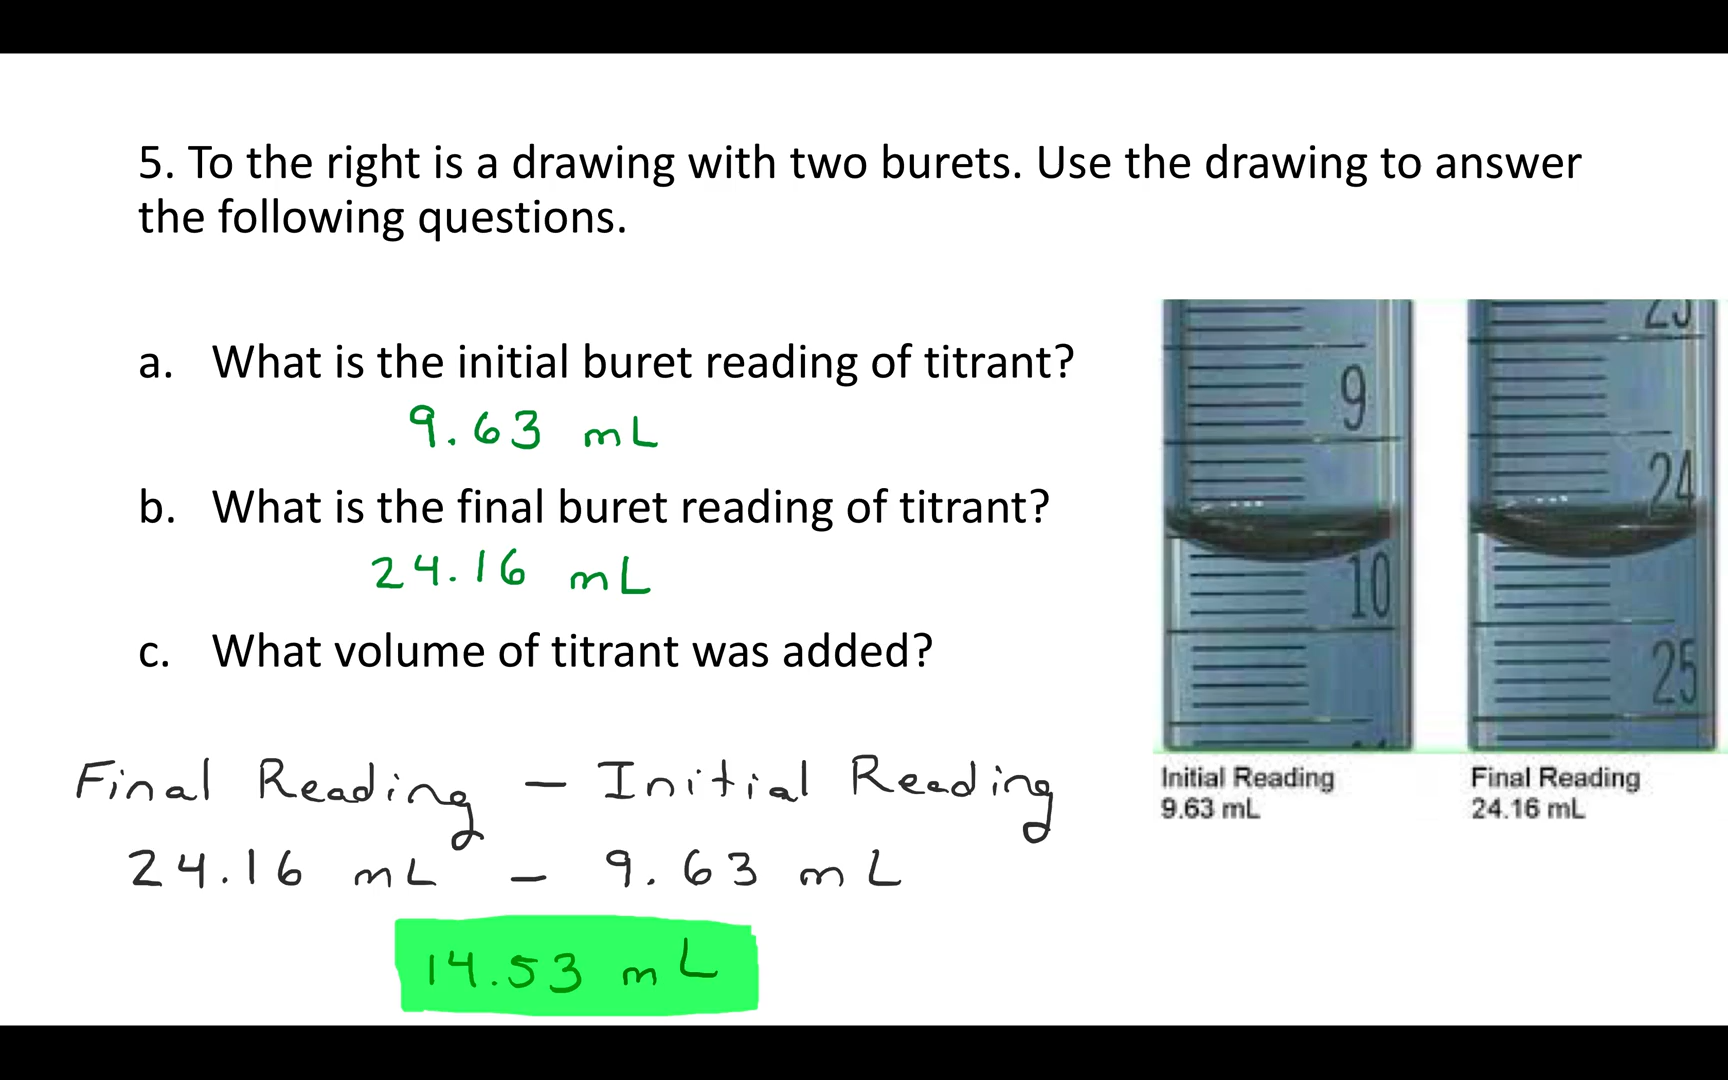 5. To the right is a drawing with two burets. Use the drawing to answer
the following questions.
a. What is the initial buret reading of titrant?
9.63 mL
b. What is the final buret reading of titrant?
24.16 mL
c. What volume of titrant was added?
Final Reading – Initial Reading
24.16 mL – 9.63 mL
14.53 mL
9
10
24
25
Initial Reading
9.63 mL
Final Reading
24.16 mL